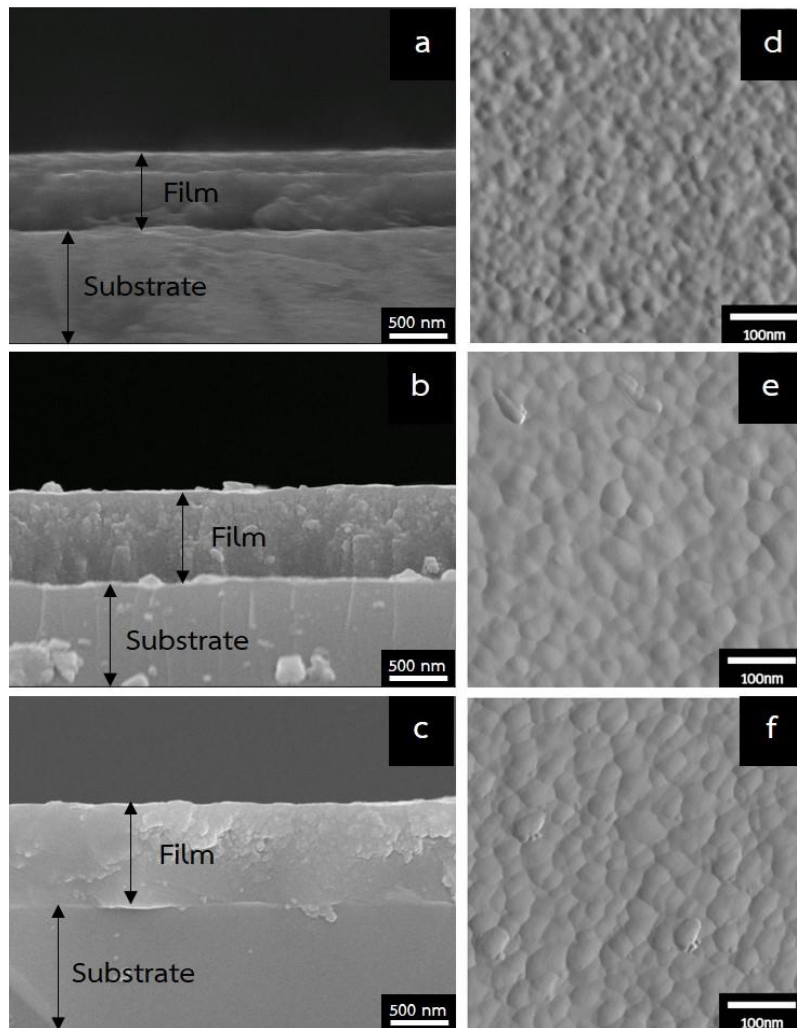 a
Film
Substrate
500 nm
d
100nm
b
Film
Substrate
500 nm
e
100nm
c
Film
Substrate
500 nm
f
100nm